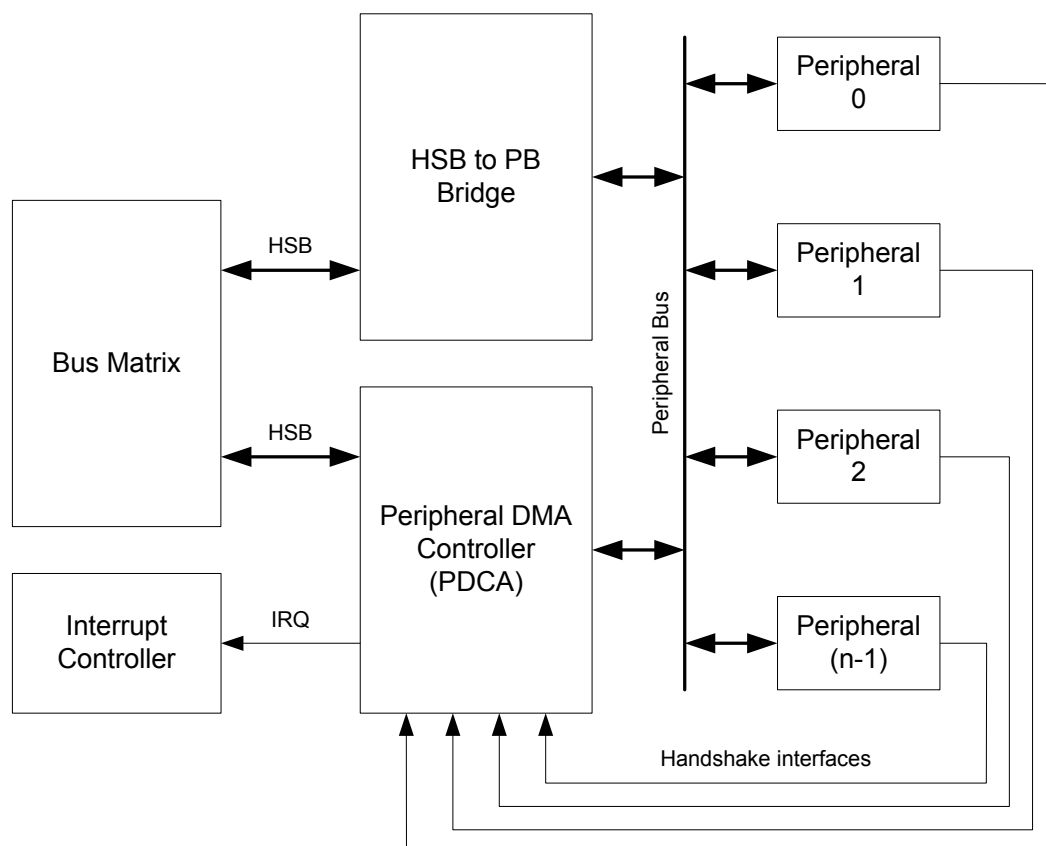 HSB to PB
Bridge
Peripheral
0
Bus Matrix
HSB
Peripheral
1
Peripheral Bus
HSB
Peripheral DMA
Controller
(PDCA)
Peripheral
2
Interrupt
Controller
IRQ
Peripheral
(n-1)
Handshake interfaces